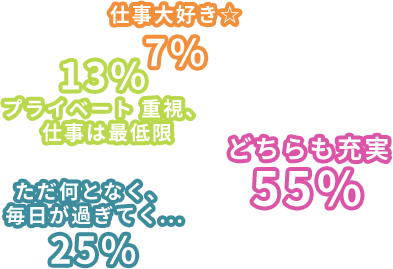 仕事大好き☆
7%
13%
プライベート 重視、
仕事は最低限
どちらも充実
55%
ただ何となく、
毎日が過ぎてく…
25%